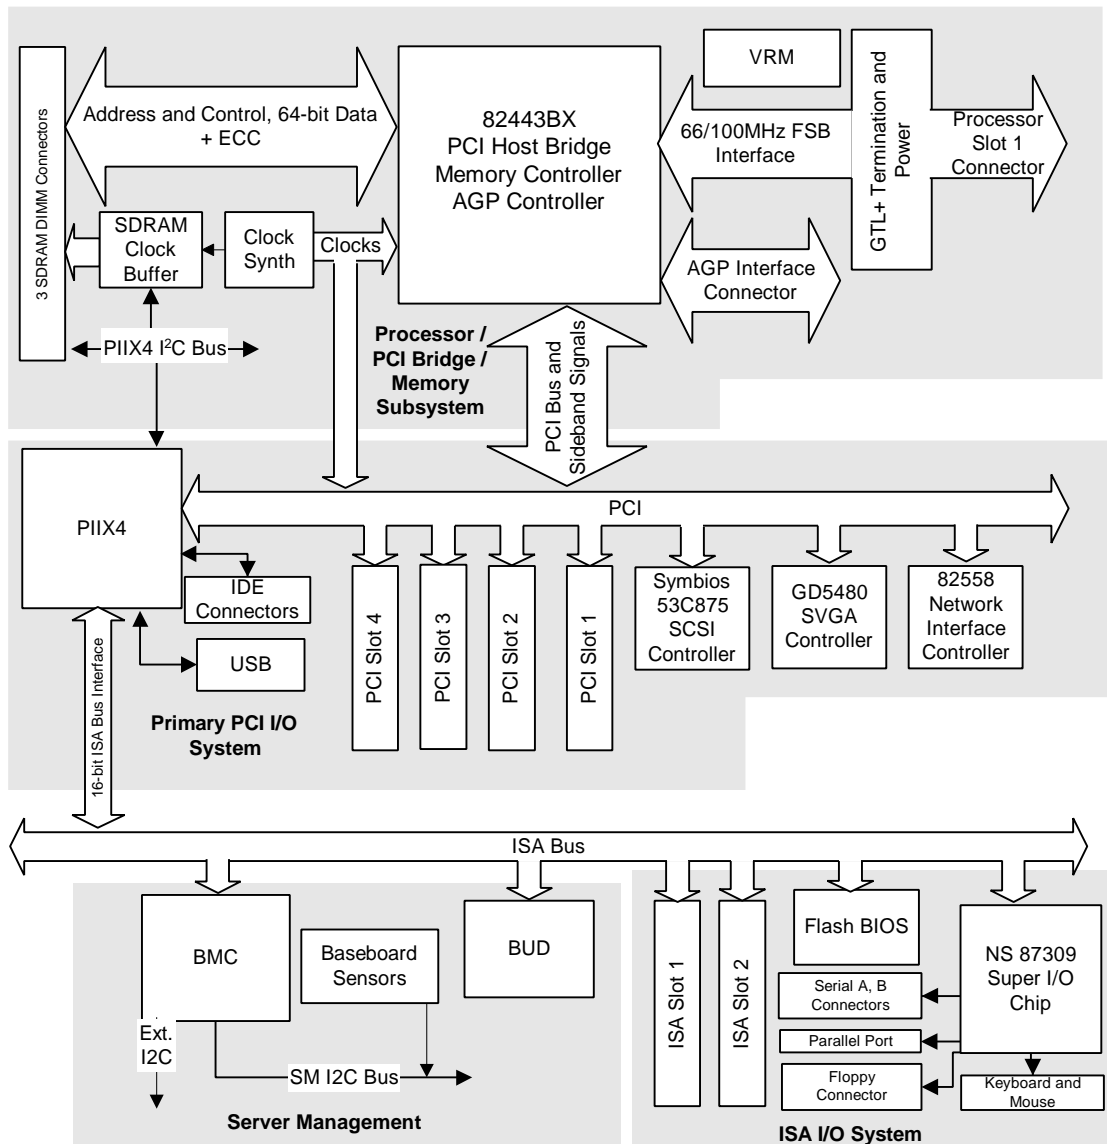 VRM
3 SDRAM DIMM Connectors
Address and Control, 64-bit Data
+ ECC
82443BX
PCI Host Bridge
Memory Controller
AGP Controller
66/100MHz FSB
Interface
GTL+ Termination and
Power
Processor
Slot 1
Connector
SDRAM
Clock
Buffer
Clock
Synth
Clocks
AGP Interface
Connector
PIIX4 I²C Bus
Processor /
PCI Bridge /
Memory
Subsystem
PCI Bus and
Sideband Signals
PIIX4
PCI
IDE
Connectors
USB
PCI Slot 4
PCI Slot 3
PCI Slot 2
PCI Slot 1
Symbios
53C875
SCSI
Controller
GD5480
SVGA
Controller
82558
Network
Interface
Controller
16-bit ISA Bus Interface
Primary PCI I/O
System
ISA Bus
BMC
Baseboard
Sensors
BUD
Ext.
I2C
SM I2C Bus
Server Management
ISA Slot 1
ISA Slot 2
Flash BIOS
NS 87309
Super I/O
Chip
Serial A, B
Connectors
Parallel Port
Floppy
Connector
Keyboard and
Mouse
ISA I/O System